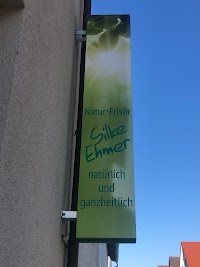 Natur-Frisör
Silke
Ehmer
natürlich
und
ganzheitlich